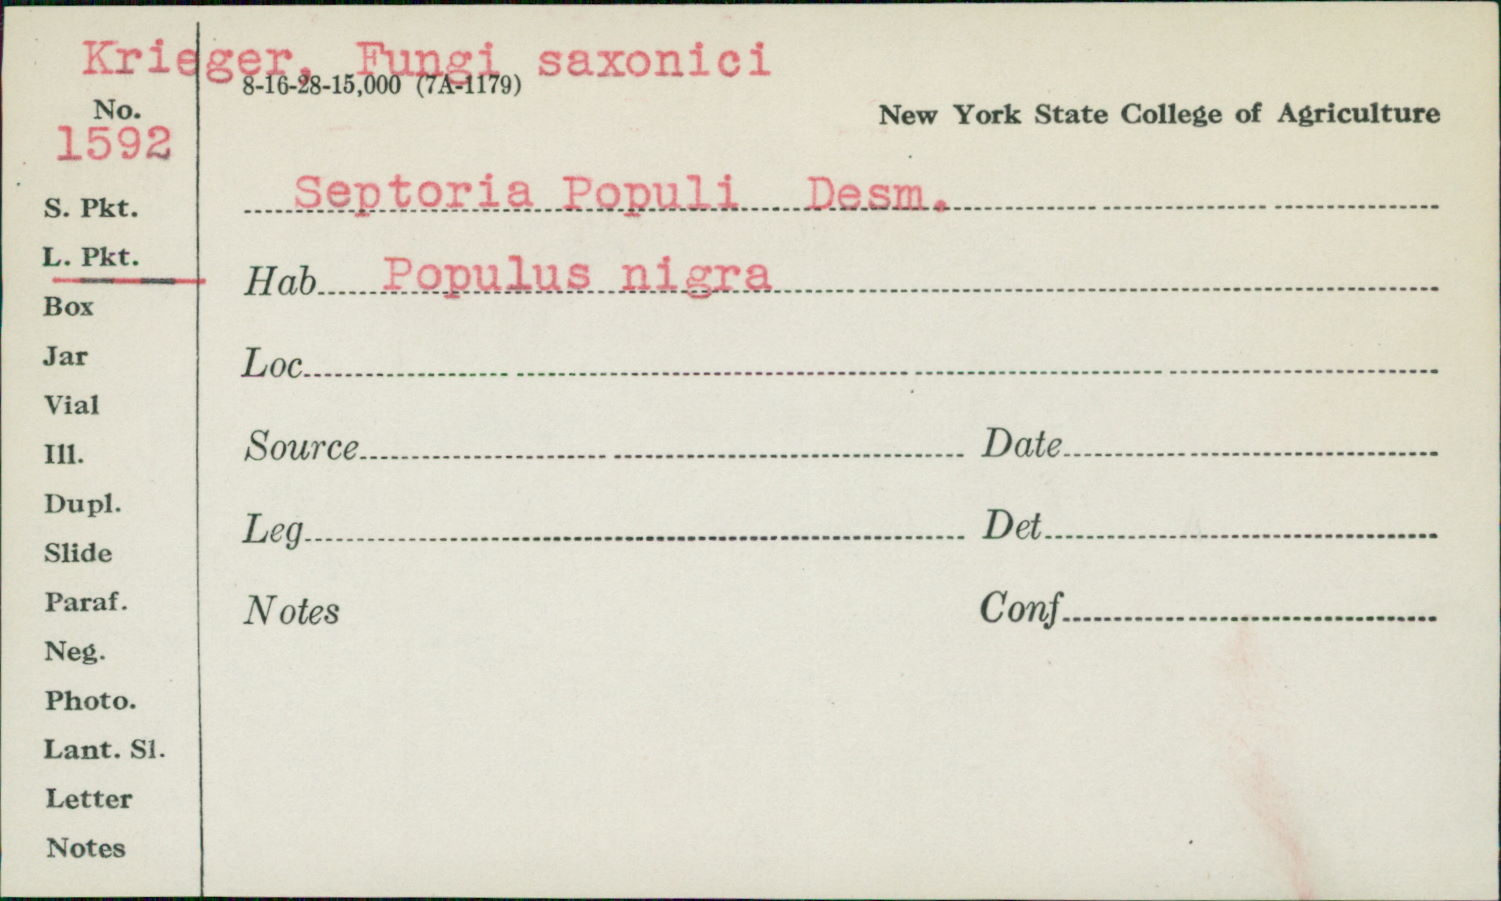 Krieger, Fungi saxonici
8-16-28-15,000 (7A-1179)
No.
New York State College of Agriculture
1592
Septoria Populi Desm.
S. Pkt.
L. Pkt.
Hab Populus nigra
Box
Jar
Loc
Vial
Ill.
Source Date
Dupl.
Leg Det
Slide
Paraf.
Notes Conf
Neg.
Photo.
Lant. Sl.
Letter
Notes